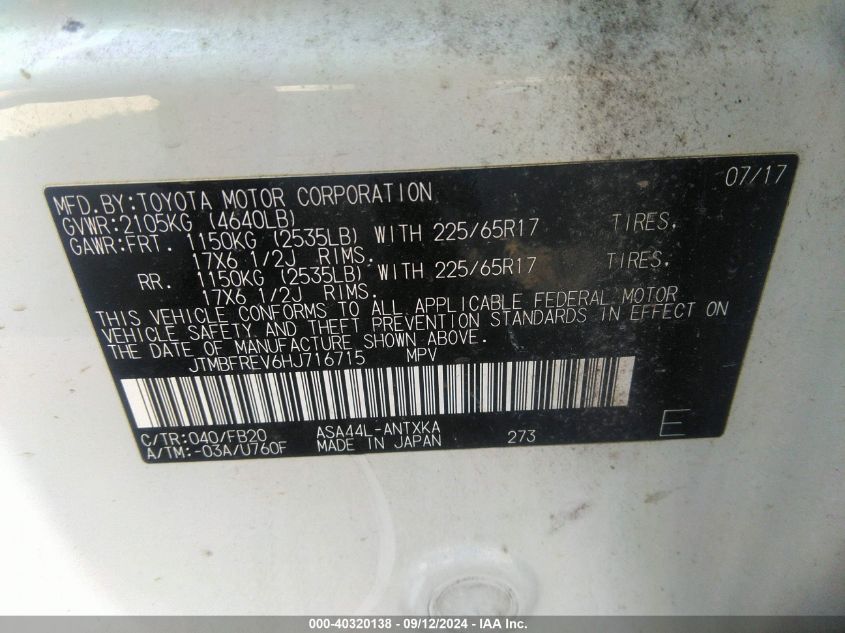 07/17
MFD.BY:TOYOTA MOTOR CORPORATION
GVWR:2105KG (4640LB)
GAWR:FRT. 1150KG (2535LB) WITH 225/65R17 TIRES,
17X6 1/2J RIMS.
RR. 1150KG (2535LB) WITH 225/65R17 TIRES,
17X6 1/2J RIMS.
THIS VEHICLE CONFORMS TO ALL APPLICABLE FEDERAL MOTOR
VEHICLE SAFETY AND THEFT PREVENTION STANDARDS IN EFFECT ON
THE DATE OF MANUFACTURE SHOWN ABOVE.
JTMBFREV6HJ716715 MPV
C/TR:040/FB20 ASA44L-ANTXKA E
A/TM:-03A/U760F MADE IN JAPAN 273
000-40320138 - 09/12/2024 - IAA Inc.